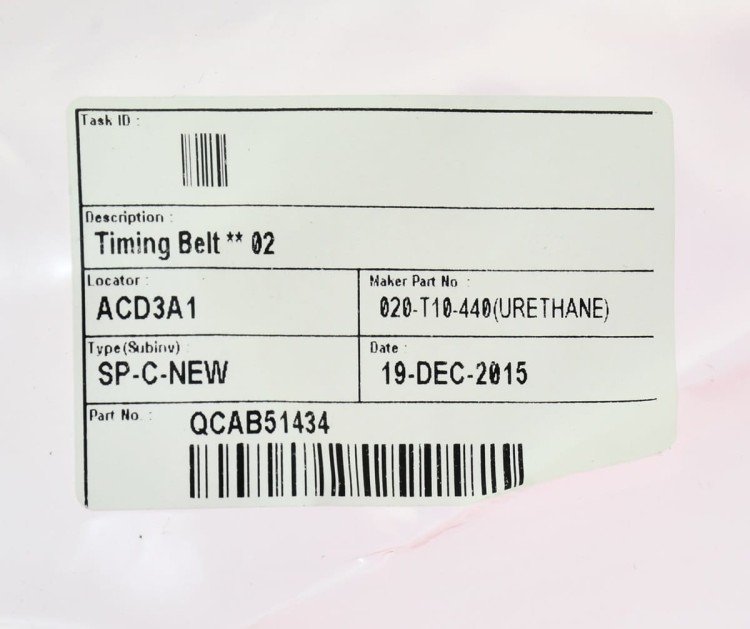 Task ID :
Description :
Timing Belt ** 02
Locator :
ACD3A1
Maker Part No :
020-T10-440(URETHANE)
Type(Subinv)
SP-C-NEW
Date
19-DEC-2015
Part No. :
QCAB51434